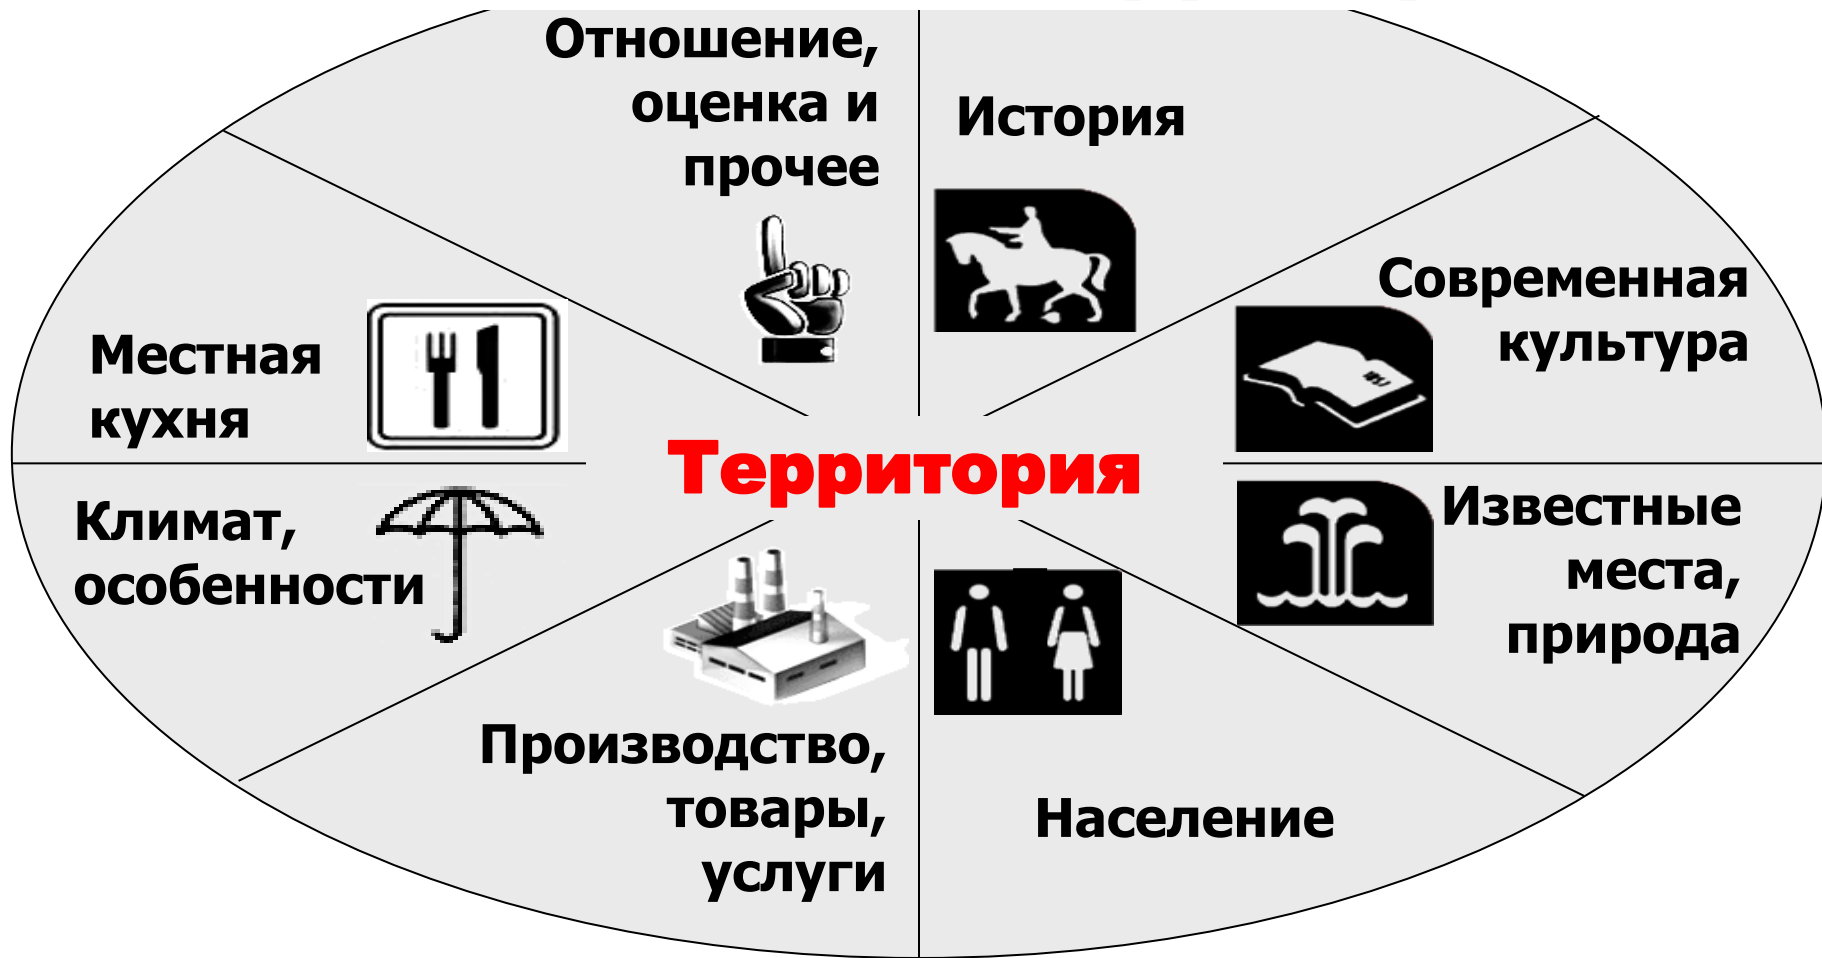 Отношение,
оценка и
прочее
История
Современная
культура
Местная
кухня
Территория
Климат,
особенности
Известные
места,
природа
Производство,
товары,
услуги
Население